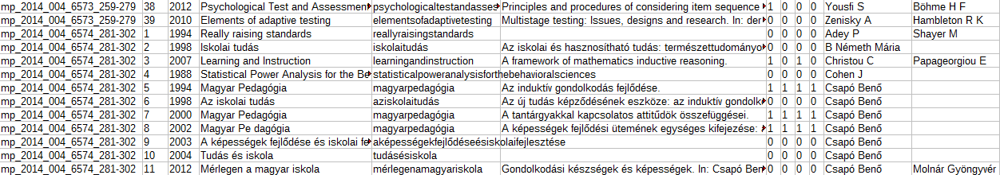 mp_2014_004_6573_259-279 38 2012 Psychological Test and Assessmen psychologicaltestandasses Principles and procedures of considering item sequence 1 0 0 0 Yousfi S Böhme H F
mp_2014_004_6573_259-279 39 2010 Elements of adaptive testing elementsofadaptivetesting Multistage testing: Issues, designs and research. In: der 0 0 0 0 Zenisky A Hambleton R K
mp_2014_004_6574_281-302 1 1994 Really raising standards reallyraisingstandards 0 0 0 0 Adey P Shayer M
mp_2014_004_6574_281-302 2 1998 Iskolai tudás iskolaitudás Az iskolai és hasznosítható tudás: természettudományo 0 0 0 0 B Németh Mária
mp_2014_004_6574_281-302 3 2007 Learning and Instruction learningandinstruction A framework of mathematics inductive reasoning. 1 0 1 0 Christou C Papageorgiou E
mp_2014_004_6574_281-302 4 1988 Statistical Power Analysis for the Be statisticalpoweranalysisforthebehavioralsciences 0 0 0 0 Cohen J
mp_2014_004_6574_281-302 5 1994 Magyar Pedagógia magyarpedagógia Az induktív gondolkodás fejlődése. 1 1 1 1 Csapó Benő
mp_2014_004_6574_281-302 6 1998 Az iskolai tudás aziskolaitudás Az új tudás képződésének eszköze: az induktív gondolk 0 0 0 0 Csapó Benő
mp_2014_004_6574_281-302 7 2000 Magyar Pedagógia magyarpedagógia A tantárgyakkal kapcsolatos attitűdök összefüggései. 1 1 1 1 Csapó Benő
mp_2014_004_6574_281-302 8 2002 Magyar Pe dagógia magyarpedagógia A képességek fejlődési ütemének egységes kifejezése: 1 1 1 1 Csapó Benő
mp_2014_004_6574_281-302 9 2003 A képességek fejlődése és iskolai fe aképességekfejlődéseésiskolaifejlesztése 0 0 0 0 Csapó Benő
mp_2014_004_6574_281-302 10 2004 Tudás és iskola tudásésiskola 0 0 0 0 Csapó Benő
mp_2014_004_6574_281-302 11 2012 Mérlegen a magyar iskola mérlegenamagyariskola Gondolkodási készségek és képességek. In: Csapó Ben 0 0 0 0 Csapó Benő Molnár Gyöngyvér